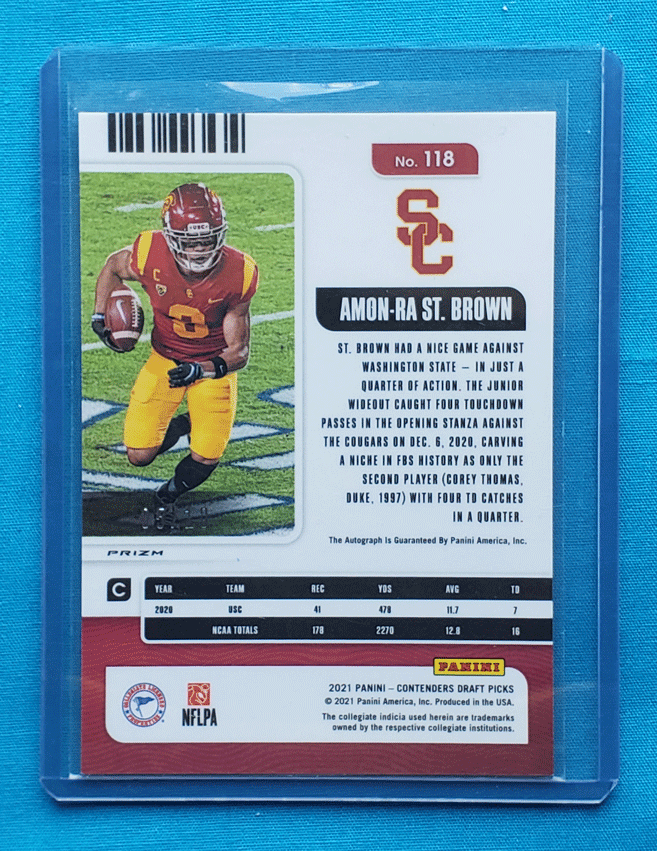 No. 118
SC
AMON-RA ST. BROWN
ST. BROWN HAD A NICE GAME AGAINST
WASHINGTON STATE – IN JUST A
QUARTER OF ACTION. THE JUNIOR
WIDEOUT CAUGHT FOUR TOUCHDOWN
PASSES IN THE OPENING STANZA AGAINST
THE COUGARS ON DEC. 6, 2020, CARVING
A NICHE IN FBS HISTORY AS ONLY THE
SECOND PLAYER (COREY THOMAS,
DUKE, 1997) WITH FOUR TD CATCHES
IN A QUARTER.
The Autograph Is Guaranteed By Panini America, Inc.
USC
C
3
PRIZM
C
YEAR TEAM REC YDS AVG TD
2020 USC 41 478 11.7 7
NCAA TOTALS 178 2270 12.8 16
PANINI
COLLEGIATE LICENSED PROPERTIES
NFLPA
2021 PANINI – CONTENDERS DRAFT PICKS
© 2021 Panini America, Inc. Produced in the USA.
The collegiate indicia used herein are trademarks
owned by the respective collegiate institutions.